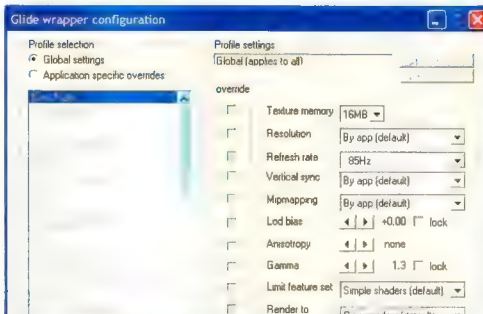 Glide wrapper configuration
Profile selection
Global settings
Application specific overrides
Profile settings
Global (applies to all)
override
Texture memory 16MB
Resolution By app (default)
Refresh rate 85Hz
Vertical sync By app (default)
Mipmapping By app (default)
Lod bias +0.00 lock
Anisotropy none
Gamma 1.3 lock
Limit feature set Simple shaders (default)
Render to